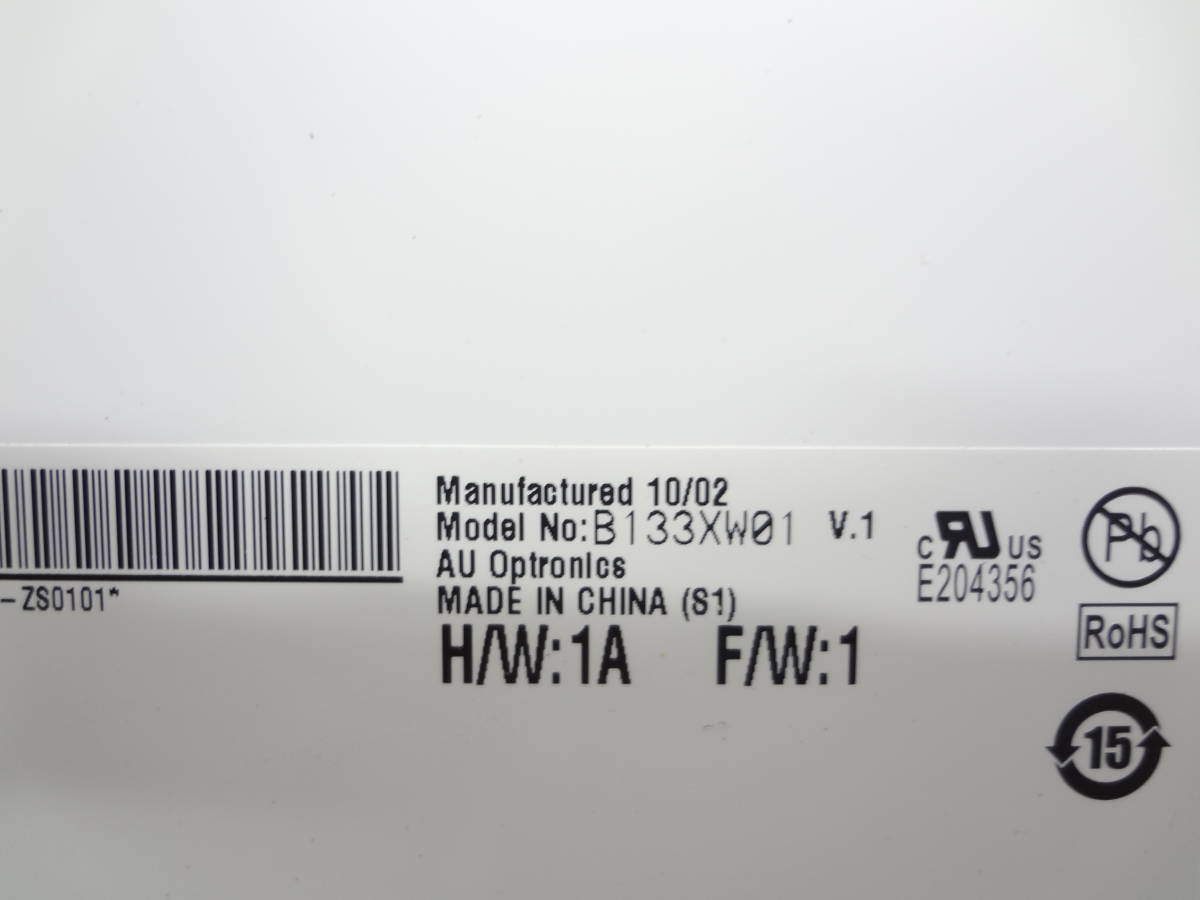 -ZS0101*
Manufactured 10/02
Model No:B133XW01 V.1
AU Optronics
MADE IN CHINA (S1)
H/W:1A F/W:1
c RU US
E204356
Pb
RoHS
15